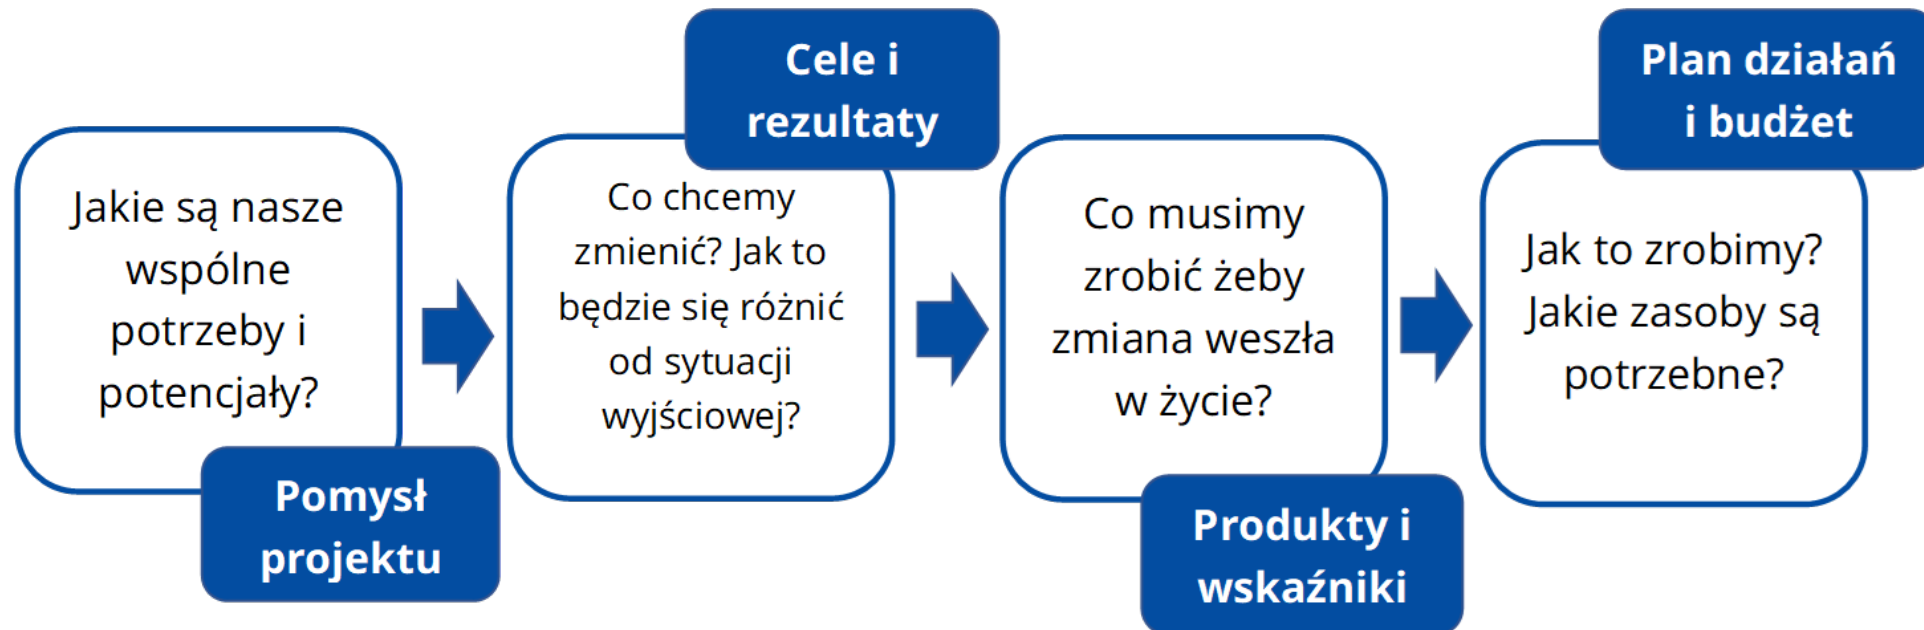 Jakie są nasze
wspólne
potrzeby i
potencjały?
Pomysł
projektu
Cele i
rezultaty
Co chcemy
zmienić? Jak to
będzie się różnić
od sytuacji
wyjściowej?
Co musimy
zrobić żeby
zmiana weszła
w życie?
Produkty i
wskaźniki
Plan działań
i budżet
Jak to zrobimy?
Jakie zasoby są
potrzebne?